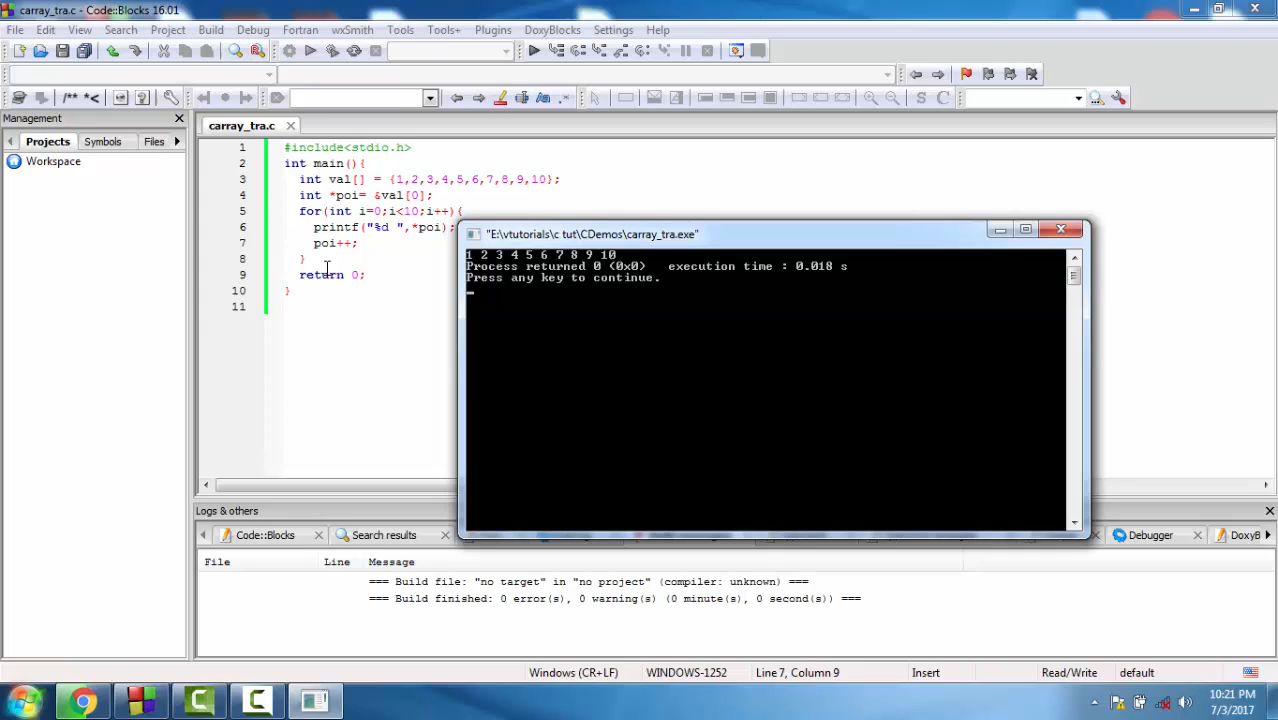 carray_tra.c - Code::Blocks 16.01
File Edit View Search Project Build Debug Fortran wxSmith Tools Tools+ Plugins DoxyBlocks Settings Help
/** *<
Management
Projects Symbols Files
Workspace
carray_tra.c
1 #include<stdio.h>
2 int main(){
3 int val[] = {1,2,3,4,5,6,7,8,9,10};
4 int *poi= &val[0];
5 for(int i=0;i<10;i++){
6 printf("%d ",*poi);
7 poi++;
8 }
9 return 0;
10 }
11
"E:\vtutorials\c tut\CDemos\carray_tra.exe"
1 2 3 4 5 6 7 8 9 10
Process returned 0 (0x0) execution time : 0.018 s
Press any key to continue.
Logs & others
Code::Blocks Search results Debugger DoxyB
File Line Message
=== Build file: "no target" in "no project" (compiler: unknown) ===
=== Build finished: 0 error(s), 0 warning(s) (0 minute(s), 0 second(s)) ===
Windows (CR+LF) WINDOWS-1252 Line 7, Column 9 Insert Read/Write default
10:21 PM
7/3/2017